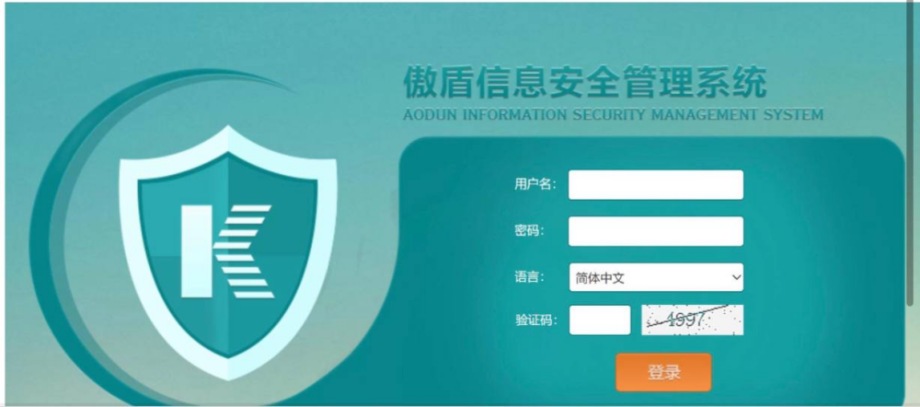 傲盾信息安全管理系统
AODUN INFORMATION SECURITY MANAGEMENT SYSTEM
用户名：
密码：
语言： 简体中文
验证码： 4997
登录